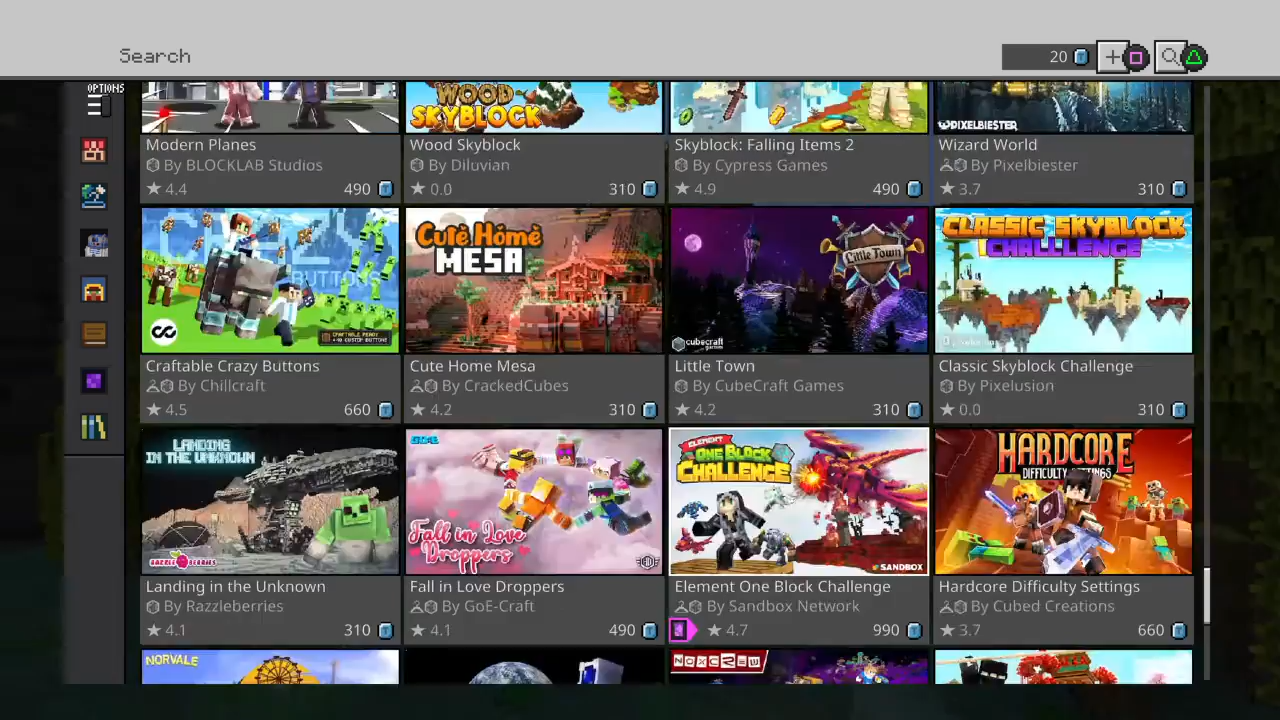 Search
20
OPTIONS
WOOD
SKYBLOCK
PIXELBIESTER
Modern Planes
By BLOCKLAB Studios
4.4
490
Wood Skyblock
By Diluvian
0.0
310
Skyblock: Falling Items 2
By Cypress Games
4.9
490
Wizard World
By Pixelbiester
3.7
310
CRAZY
BUTTONS
Cute Home
MESA
Little Town
cubecraft
CLASSIC SKYBLOCK
CHALLLENGE
Craftable Crazy Buttons
By Chillcraft
4.5
660
Cute Home Mesa
By CrackedCubes
4.2
310
Little Town
By CubeCraft Games
4.2
310
Classic Skyblock Challenge
By Pixelusion
0.0
310
LANDING
IN THE UNKNOWN
RAZZLEBERRIES
GOE
Fall in Love
Droppers
ELEMENT
ONE BLOCK
CHALLENGE
SANDBOX
HARDCORE
DIFFICULTY SETTINGS
Landing in the Unknown
By Razzleberries
4.1
310
Fall in Love Droppers
By GoE-Craft
4.1
490
Element One Block Challenge
By Sandbox Network
4.7
990
Hardcore Difficulty Settings
By Cubed Creations
3.7
660
NORVALE
NOXCREW